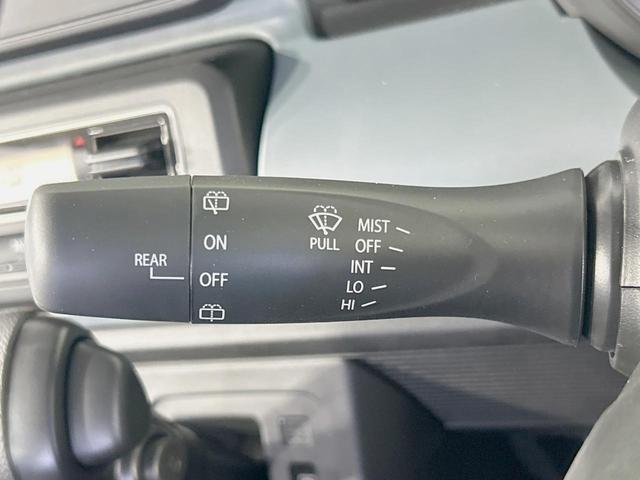 REAR
ON
OFF
PULL
MIST
OFF
INT
LO
HI